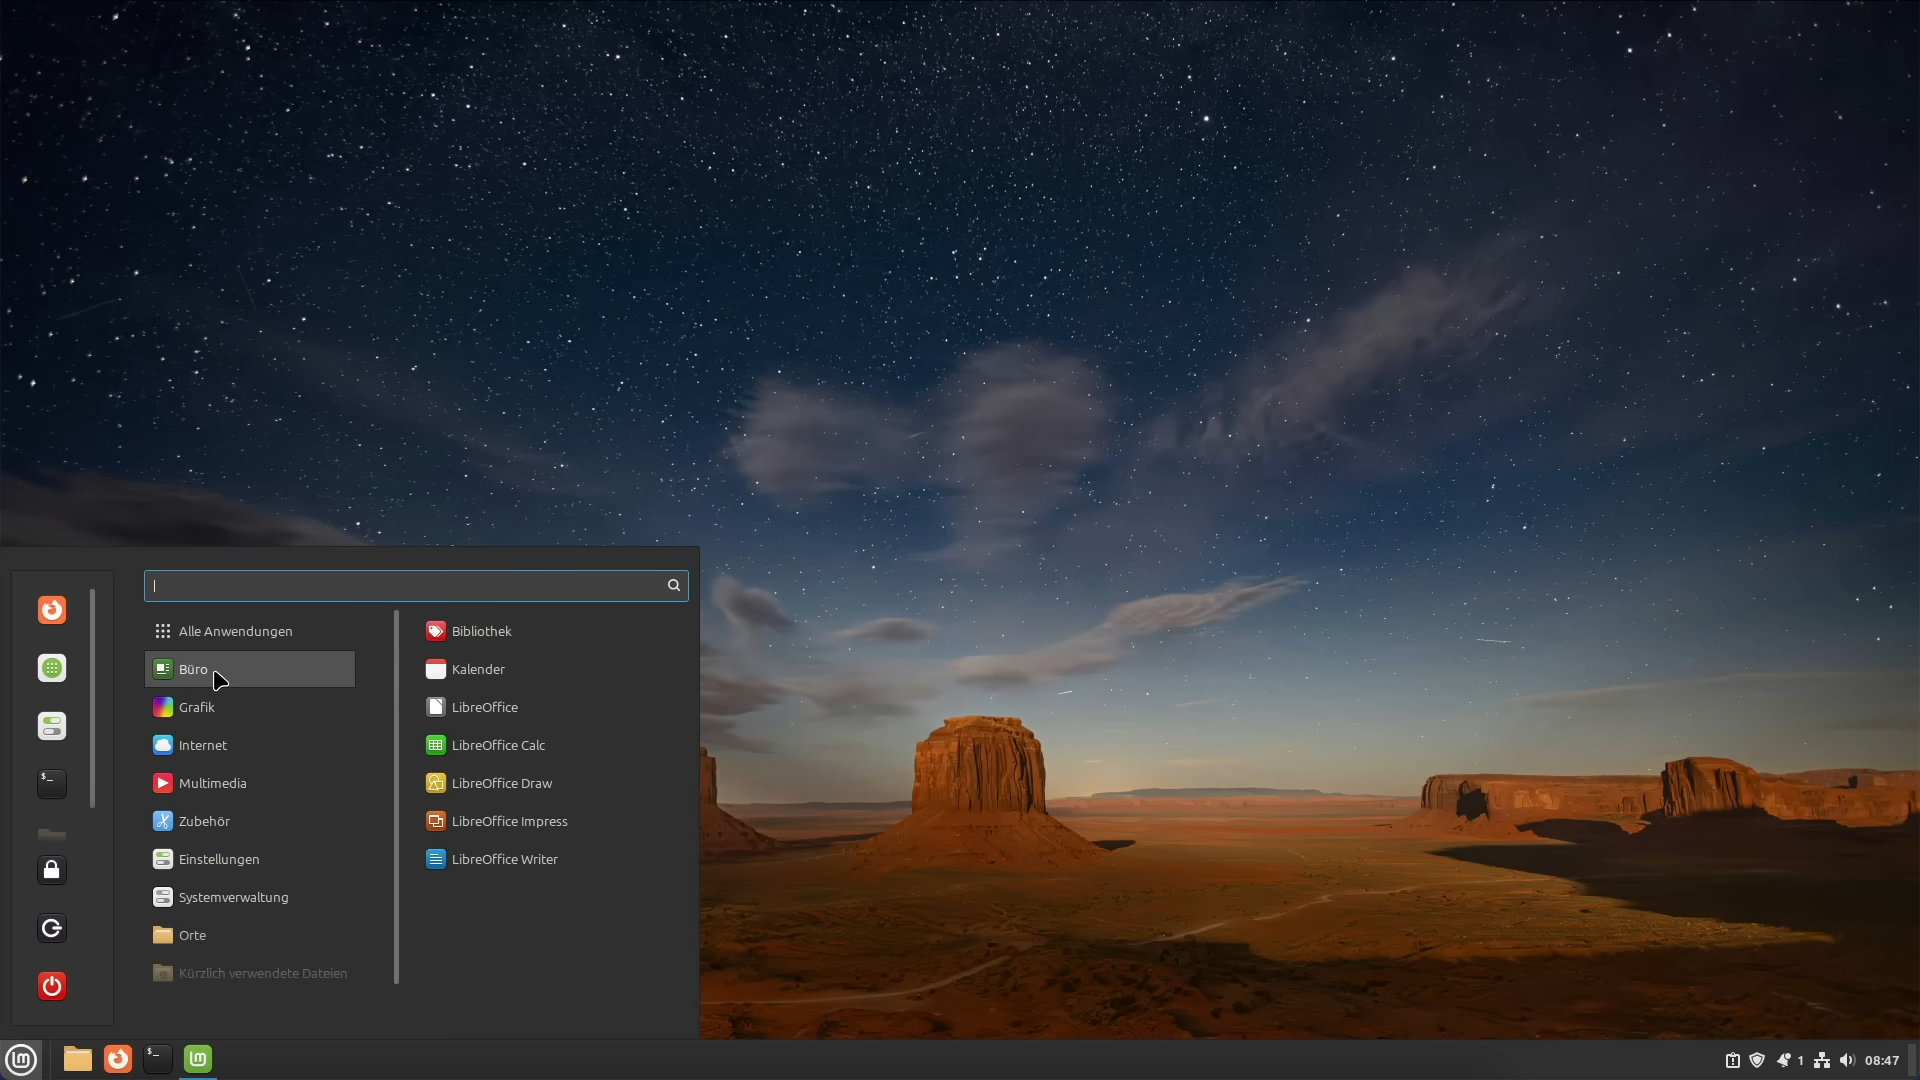 Alle Anwendungen
Büro
Grafik
Internet
Multimedia
Zubehör
Einstellungen
Systemverwaltung
Orte
Kürzlich verwendete Dateien
Bibliothek
Kalender
LibreOffice
LibreOffice Calc
LibreOffice Draw
LibreOffice Impress
LibreOffice Writer
1 08:47